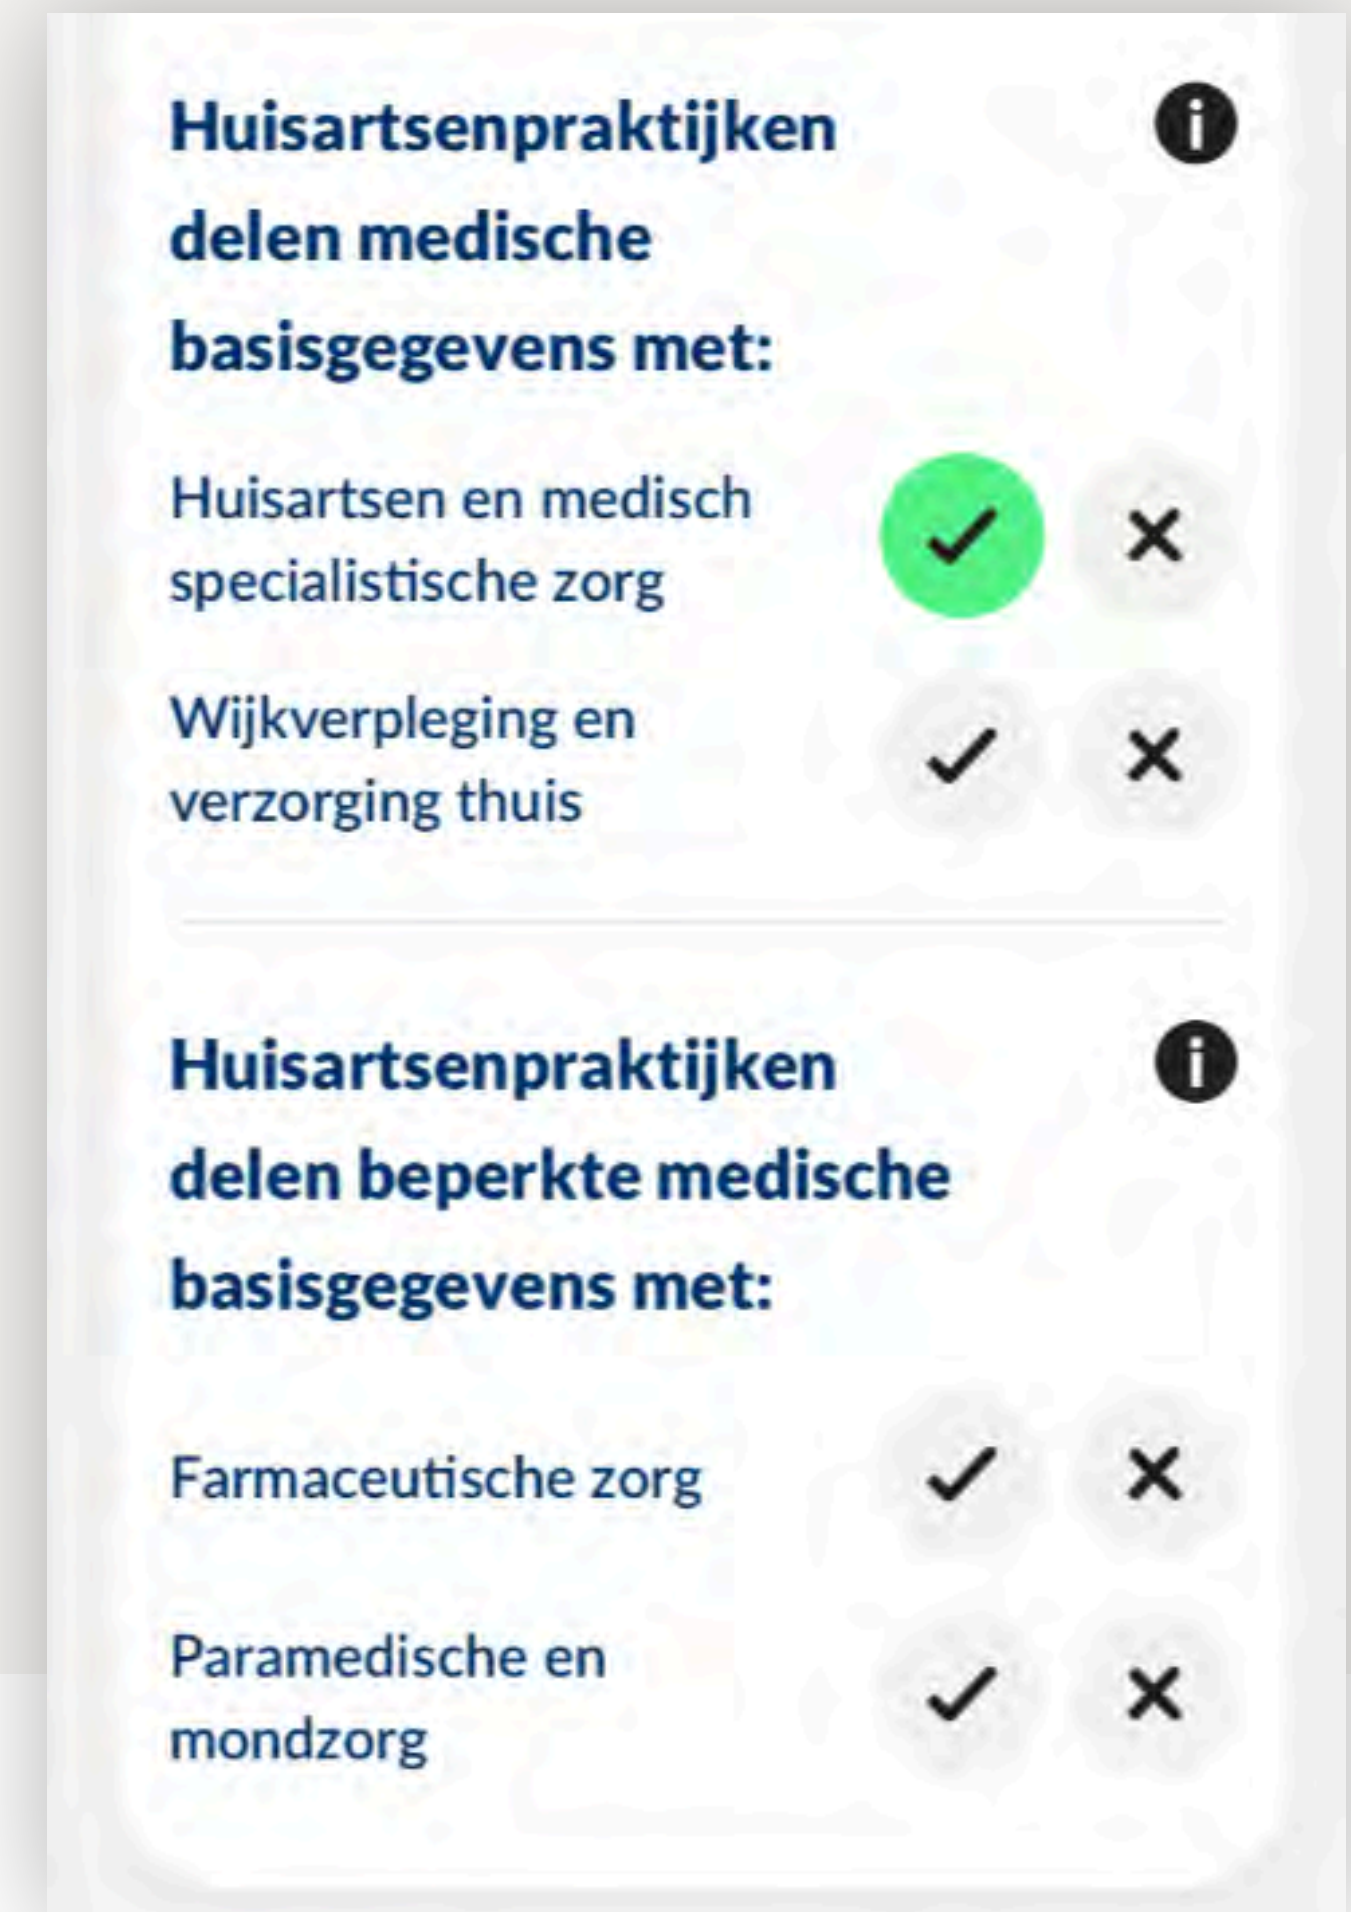 Huisartsenpraktijken
delen medische
basisgegevens met:
Huisartsen en medisch
specialistische zorg
Wijkverpleging en
verzorging thuis
Huisartsenpraktijken
delen beperkte medische
basisgegevens met:
Farmaceutische zorg
Paramedische en
mondzorg